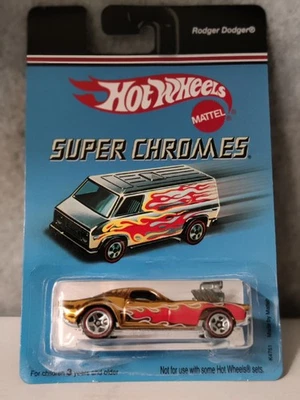 Rodger Dodger®
Hot Wheels
MATTEL
SUPER CHROMES
For children 3 years and older.
Not for use with some Hot Wheels® sets.